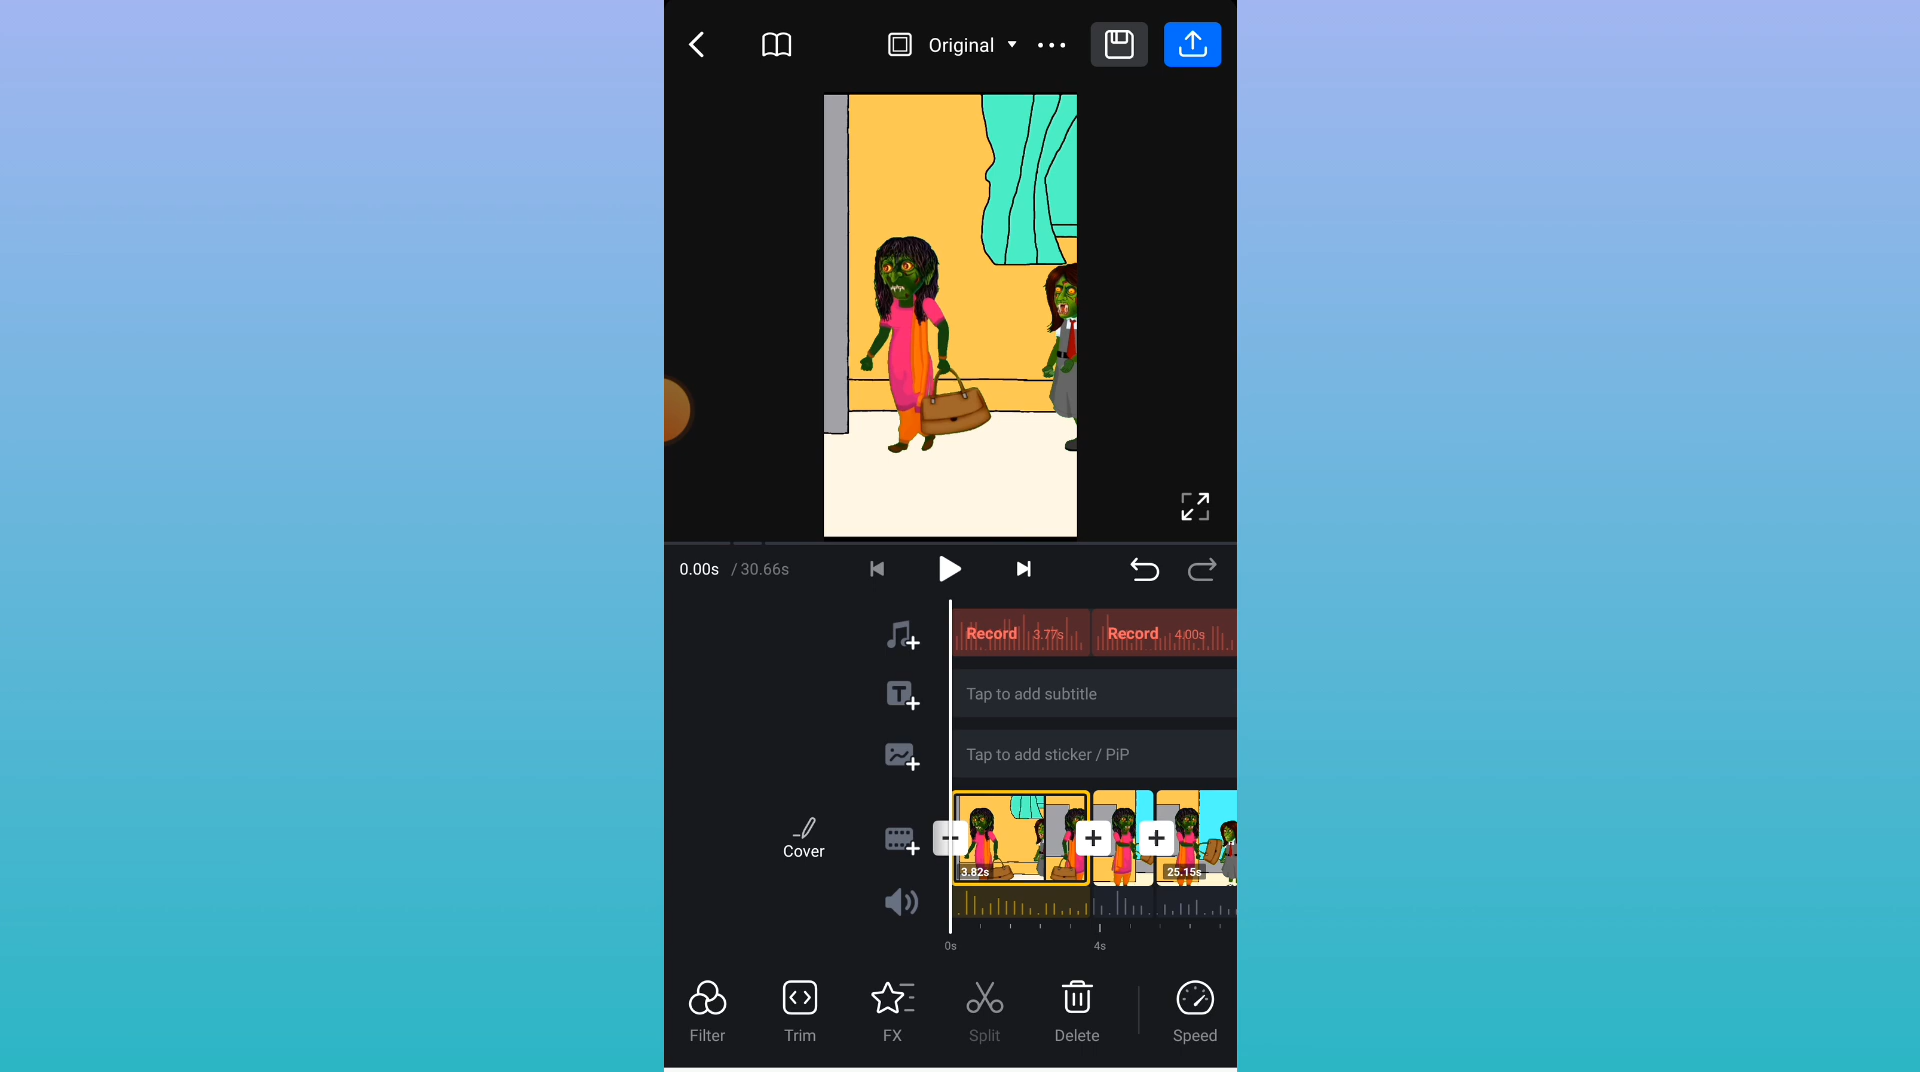 Original
0.00s / 30.66s
Record 3.77s Record 4.00s
Tap to add subtitle
Tap to add sticker / PiP
Cover
3.82s 25.15s
0s 4s
Filter Trim FX Split Delete Speed